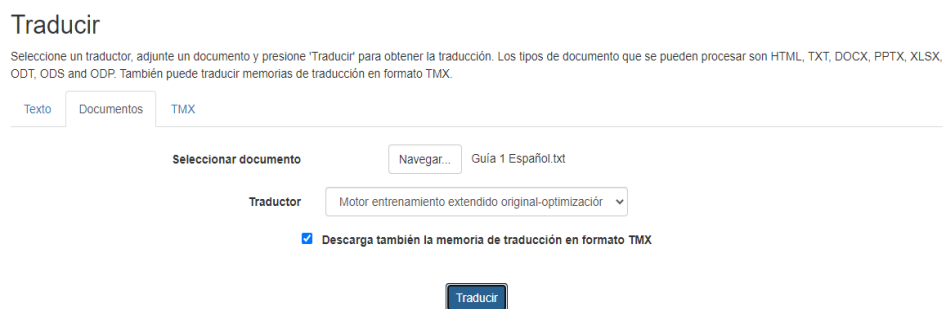 Traducir
Seleccione un traductor, adjunte un documento y presione 'Traducir' para obtener la traducción. Los tipos de documento que se pueden procesar son HTML, TXT, DOCX, PPTX, XLSX,
ODT, ODS and ODP. También puede traducir memorias de traducción en formato TMX.
Texto Documentos TMX
Seleccionar documento Navegar... Guía 1 Español.txt
Traductor Motor entrenamiento extendido original-optimización
Descarga también la memoria de traducción en formato TMX
Traducir